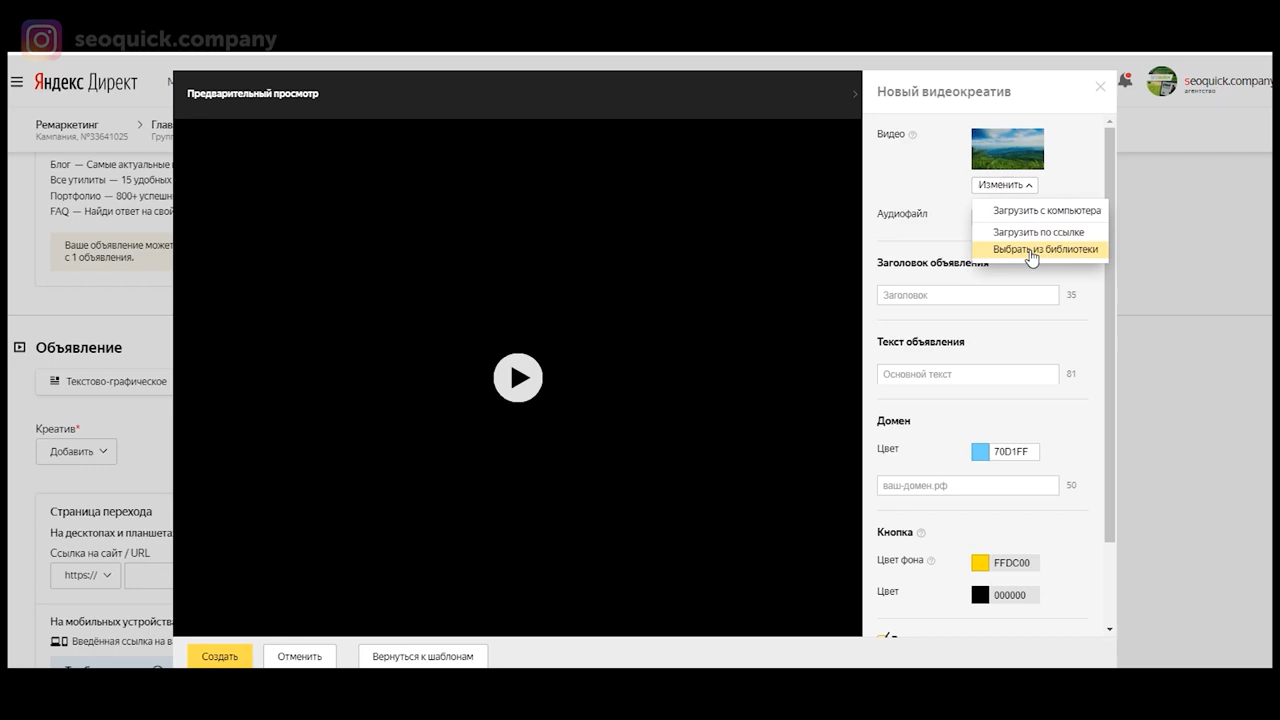 seoquick.company
Яндекс Директ
Предварительный просмотр
Новый видеокреатив
seoquick.company
агентство
Ремаркетинг
Кампания, №33641025
Блог — Самые актуальные
Все утилиты — 15 удобных
Портфолио — 800+
FAQ — Найди ответ на
Ваше объявление может
с 1 объявления.
Видео
Изменить
Загрузить с компьютера
Аудиофайл
Загрузить по ссылке
Выбрать из библиотеки
Заголовок объявления
Заголовок 35
Объявление
Текст объявления
Текстово-графическое
Основной текст 81
Креатив*
Добавить
Домен
Цвет 70D1FF
ваш-домен.рф 50
Страница перехода
На десктопах и
Ссылка на сайт / URL
https://
Кнопка
Цвет фона FFDC00
Цвет 000000
На мобильных
Введённая ссылка на
Создать Отменить Вернуться к шаблонам